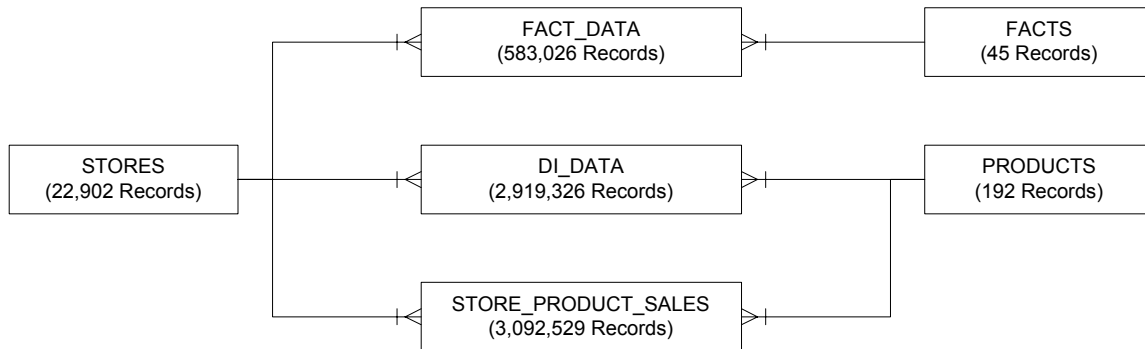 FACT_DATA
(583,026 Records)
FACTS
(45 Records)
STORES
(22,902 Records)
DI_DATA
(2,919,326 Records)
PRODUCTS
(192 Records)
STORE_PRODUCT_SALES
(3,092,529 Records)